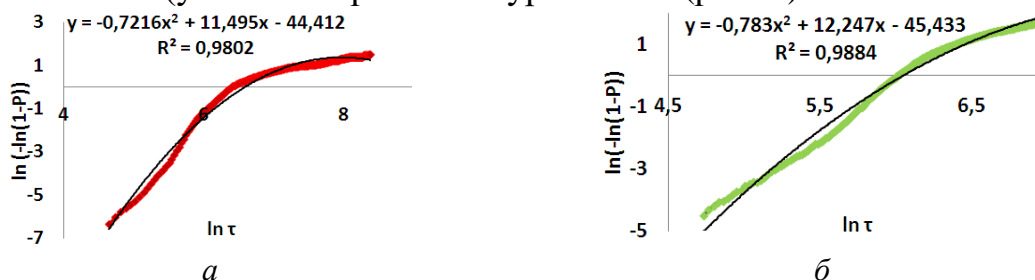 y = -0,7216x² + 11,495x - 44,412
R² = 0,9802
3
1
-1
-3
-5
-7
4
6
8
ln (-ln(1-P))
ln τ
а
y = -0,783x² + 12,247x - 45,433
R² = 0,9884
1
-1
-3
-5
4,5
5,5
6,5
ln(-ln(1-P))
ln τ
б